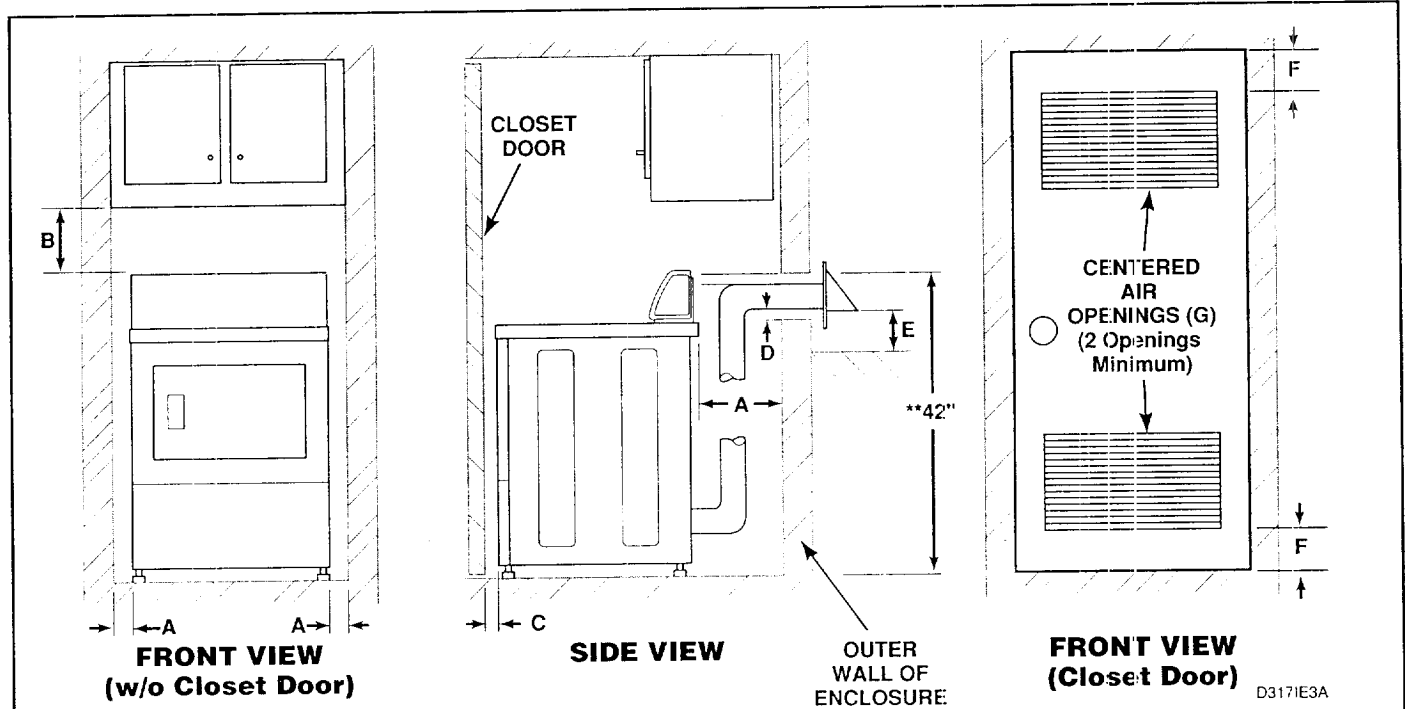 B
A
A
FRONT VIEW
(w/o Closet Door)
CLOSET
DOOR
D
E
A
**42"
C
SIDE VIEW
OUTER
WALL OF
ENCLOSURE
F
CENTERED
AIR
OPENINGS (G)
(2 Openings
Minimum)
F
FRONT VIEW
(Closet Door)
D317IE3A